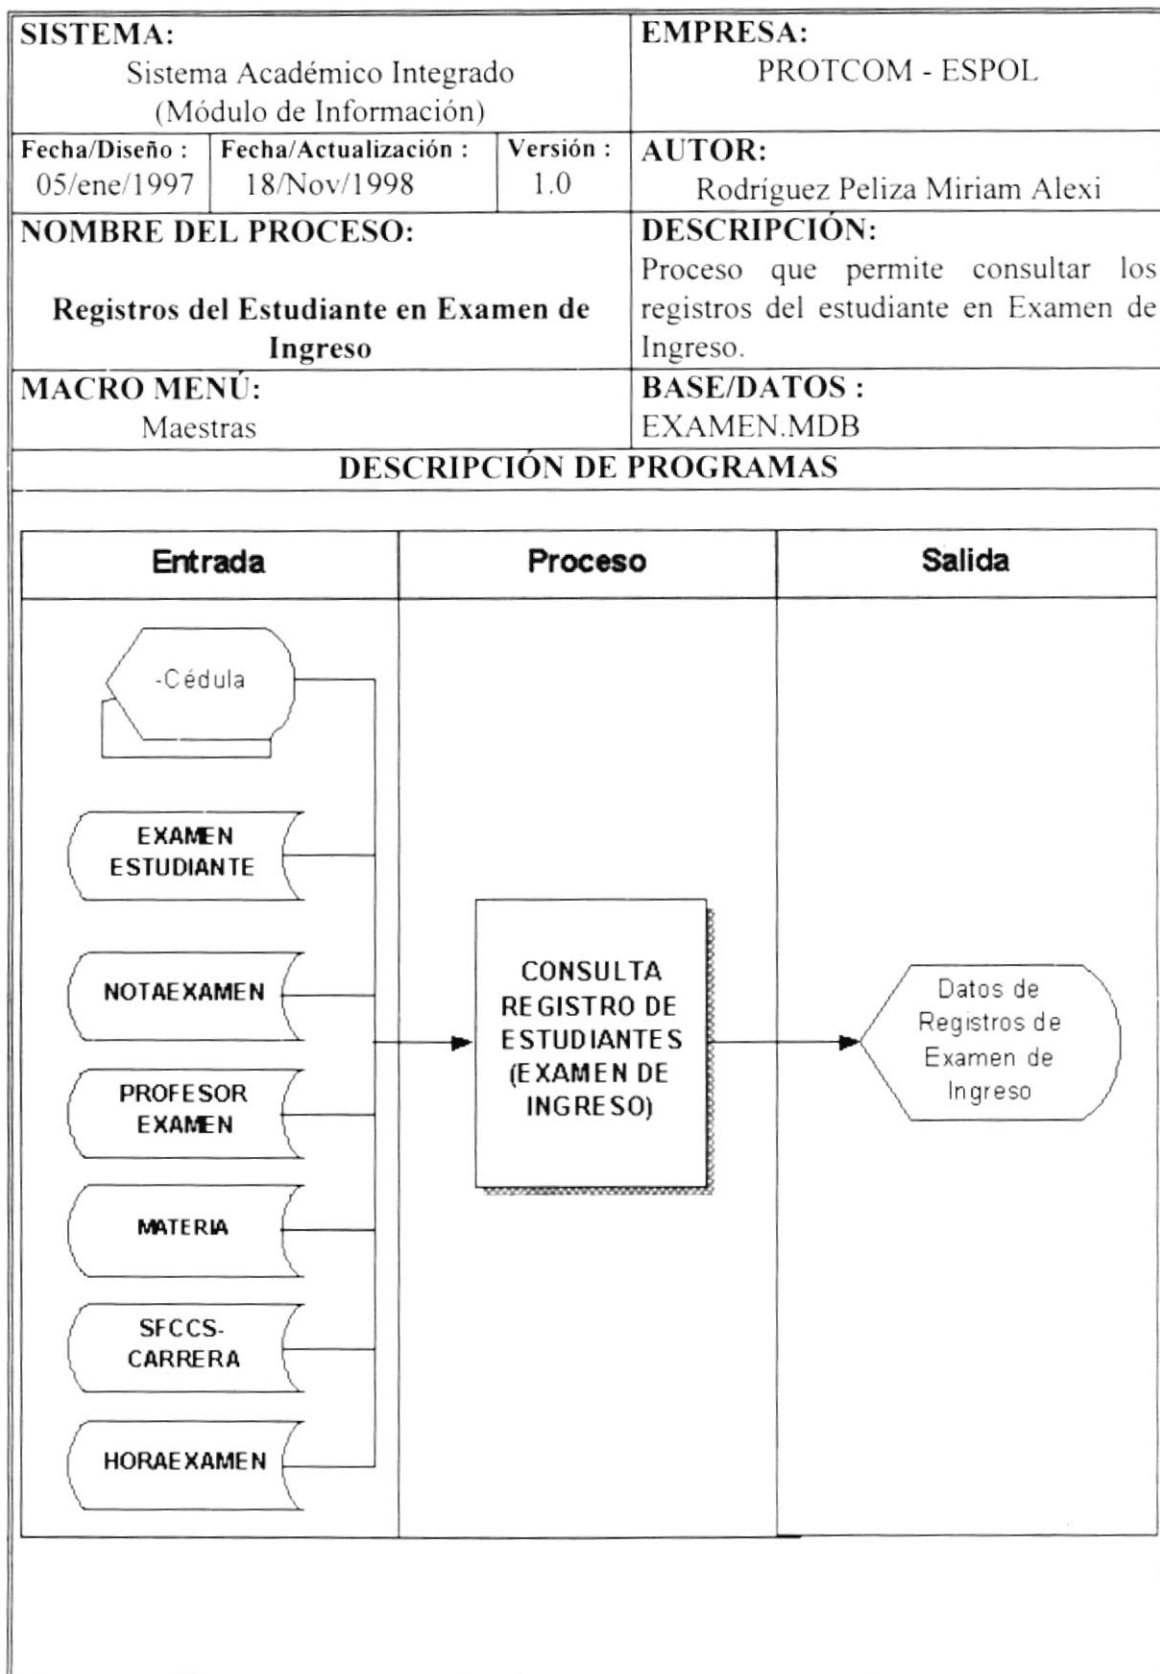 SISTEMA:
Sistema Académico Integrado
(Módulo de Información)
EMPRESA:
PROTCOM - ESPOL
Fecha/Diseño :
05/ene/1997
Fecha/Actualización :
18/Nov/1998
Versión :
1.0
AUTOR:
Rodríguez Peliza Miriam Alexi
NOMBRE DEL PROCESO:
Registros del Estudiante en Examen de
Ingreso
DESCRIPCIÓN:
Proceso que permite consultar los
registros del estudiante en Examen de
Ingreso.
MACRO MENÚ:
Maestras
BASE/DATOS :
EXAMEN.MDB
DESCRIPCIÓN DE PROGRAMAS
Entrada
Proceso
Salida
-Cédula
EXAMEN
ESTUDIANTE
NOTAEXAMEN
PROFESOR
EXAMEN
MATERIA
SFCCS-
CARRERA
HORAEXAMEN
CONSULTA
REGISTRO DE
ESTUDIANTES
(EXAMEN DE
INGRESO)
Datos de
Registros de
Examen de
Ingreso